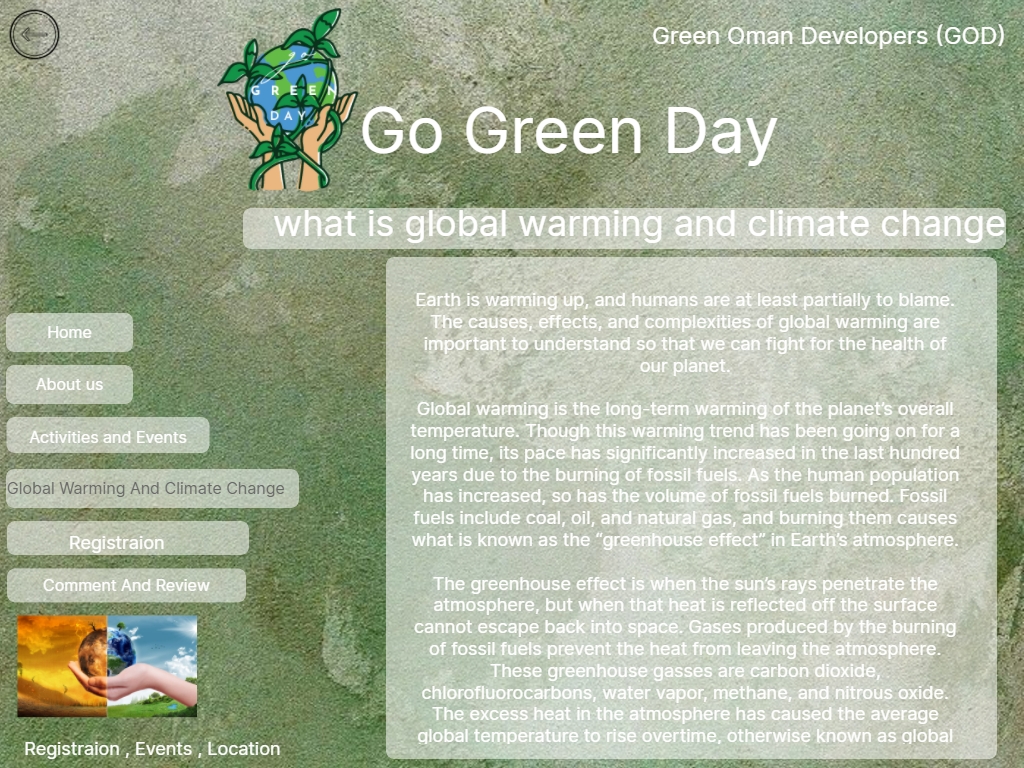 Green Oman Developers (GOD)
GREEN
DAY
Go Green Day
what is global warming and climate change
Earth is warming up, and humans are at least partially to blame.
The causes, effects, and complexities of global warming are
important to understand so that we can fight for the health of
our planet.
Global warming is the long-term warming of the planet’s overall
temperature. Though this warming trend has been going on for a
long time, its pace has significantly increased in the last hundred
years due to the burning of fossil fuels. As the human population
has increased, so has the volume of fossil fuels burned. Fossil
fuels include coal, oil, and natural gas, and burning them causes
what is known as the “greenhouse effect” in Earth’s atmosphere.
The greenhouse effect is when the sun’s rays penetrate the
atmosphere, but when that heat is reflected off the surface
cannot escape back into space. Gases produced by the burning
of fossil fuels prevent the heat from leaving the atmosphere.
These greenhouse gasses are carbon dioxide,
chlorofluorocarbons, water vapor, methane, and nitrous oxide.
The excess heat in the atmosphere has caused the average
global temperature to rise overtime, otherwise known as global
Home
About us
Activities and Events
Global Warming And Climate Change
Registraion
Comment And Review
Registraion , Events , Location